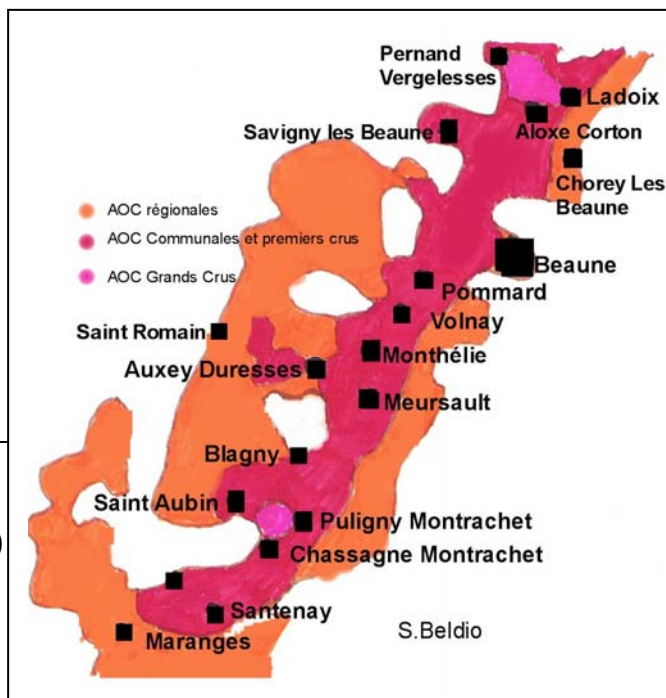 Pernand
Vergelesses
Ladoix
Savigny les Beaune
Aloxe Corton
Chorey Les
Beaune
AOC régionales
AOC Communales et premiers crus
AOC Grands Crus
Beaune
Pommard
Volnay
Saint Romain
Monthélie
Auxey Duresses
Meursault
Blagny
Saint Aubin
Puligny Montrachet
)
Chassagne Montrachet
Santenay
Maranges
S.Beldio